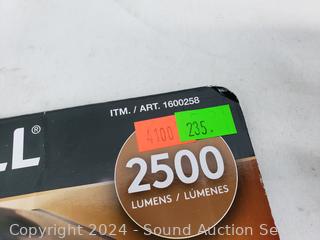 ITM. / ART. 1600258
4100
235.
LL®
2500
LUMENS / LÚMENES
Copyright 2024 - Sound Auction Se